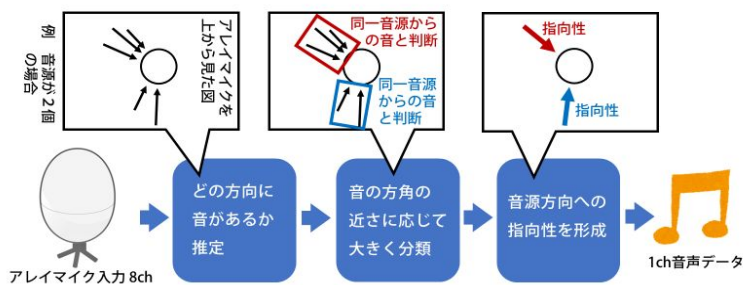 例　音源が2個
の場合
アレイマイクを
上から見た図
同一音源から
の音と判断
同一音源
からの音
と判断
指向性
指向性
どの方向に
音があるか
推定
音の方角の
近さに応じて
大きく分類
音源方向への
指向性を形成
アレイマイク入力 8ch
1ch音声データ